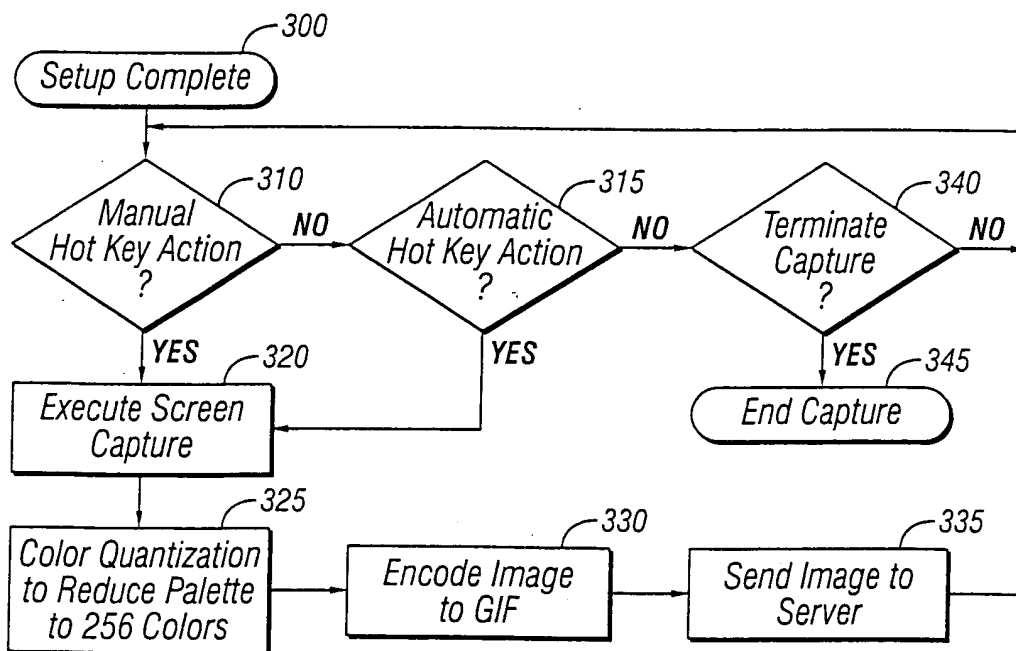 300
Setup Complete
310
Manual
Hot Key Action
?
NO
YES
315
Automatic
Hot Key Action
?
NO
YES
340
Terminate
Capture
?
NO
YES
320
Execute Screen
Capture
345
End Capture
325
Color Quantization
to Reduce Palette
to 256 Colors
330
Encode Image
to GIF
335
Send Image to
Server